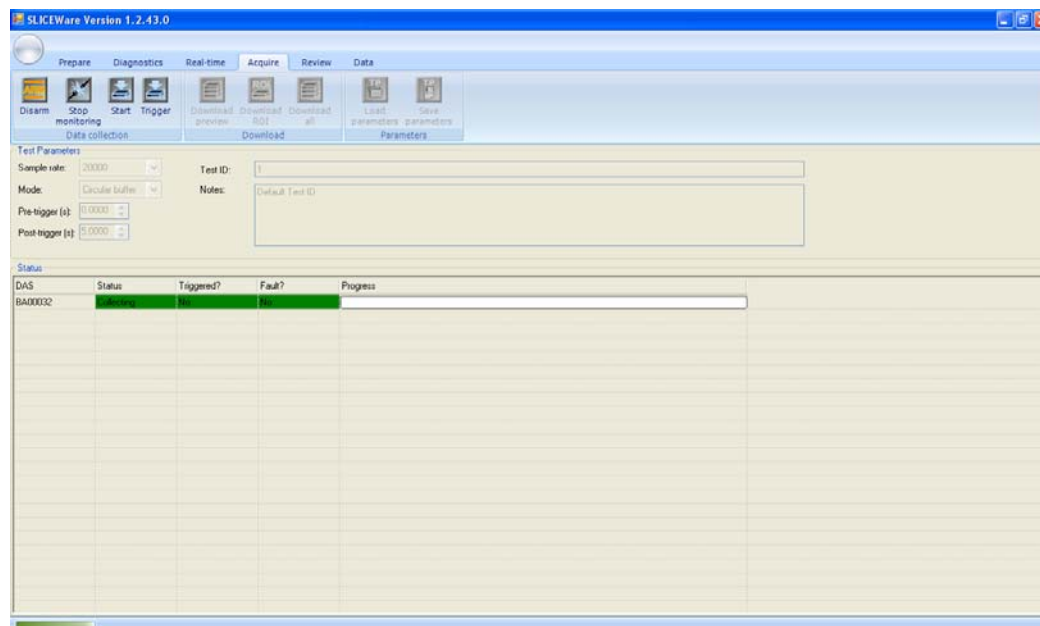 SLICEWare Version 1.2.43.0
Prepare Diagnostics Real-time Acquire Review Data
Disarm Stop monitoring Start Trigger Download preview Download ROI Download all Load parameters Save parameters
Data collection Download Parameters
Test Parameters
Sample rate: 20000 Test ID: 1
Mode: Circular buffer Notes: Default Test ID
Pre-trigger (s): 0.0000
Post-trigger (s): 5.0000
Status
DAS Status Triggered? Fault? Progress
BA00032 Collecting No No